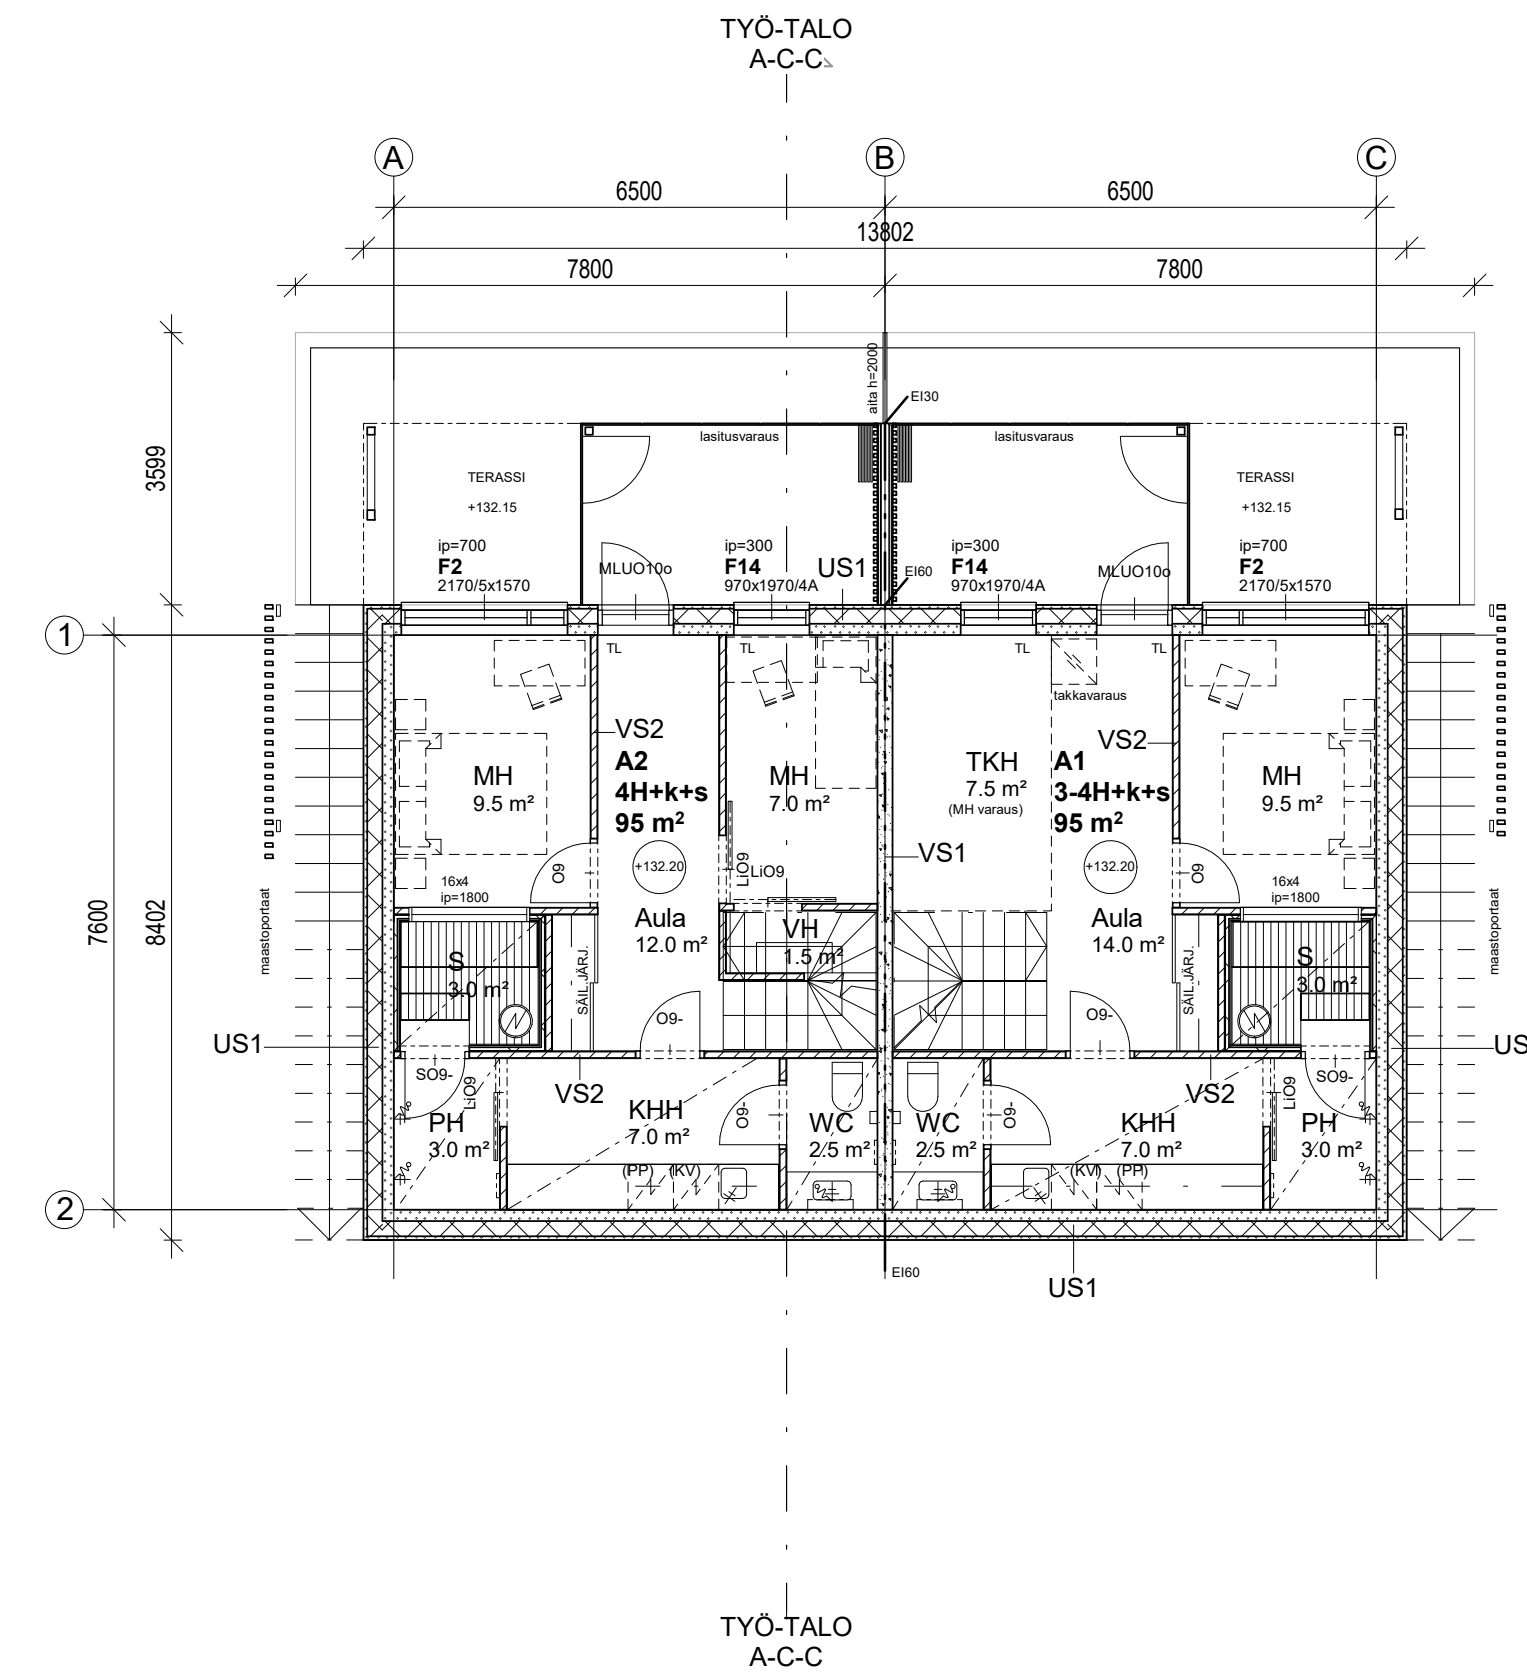 TYÖ-TALO
A-C-C
A
B
C
6500
6500
13802
7800
7800
3599
aita h=2000
EI30
lasitusvaraus
lasitusvaraus
TERASSI
+132.15
TERASSI
+132.15
ip=700
F2
2170/5x1570
MLUO10o
ip=300
F14
970x1970/4A
US1
EI60
ip=300
F14
970x1970/4A
MLUO10o
ip=700
F2
2170/5x1570
1
TL
TL
TL
TL
takkavaraus
VS2
VS2
MH
9.5 m²
A2
4H+k+s
95 m²
+132.20
MH
7.0 m²
TKH
7.5 m²
(MH varaus)
A1
3-4H+k+s
95 m²
+132.20
MH
9.5 m²
VS1
O9
LiO9
LiO9
O9
16x4
ip=1800
16x4
ip=1800
7600
8402
maastoportaat
maastoportaat
Aula
12.0 m²
VH
1.5 m²
Aula
14.0 m²
S
3.0 m²
SÄIL.JÄRJ.
SÄIL.JÄRJ.
S
3.0 m²
O9-
O9-
US1
US
SO9-
LiO9
VS2
VS2
LiO9
SO9-
PH
3.0 m²
KHH
7.0 m²
O9-
WC
2.5 m²
WC
2.5 m²
O9-
KHH
7.0 m²
PH
3.0 m²
(PP)
(KV)
(KV)
(PP)
2
EI60
US1
TYÖ-TALO
A-C-C